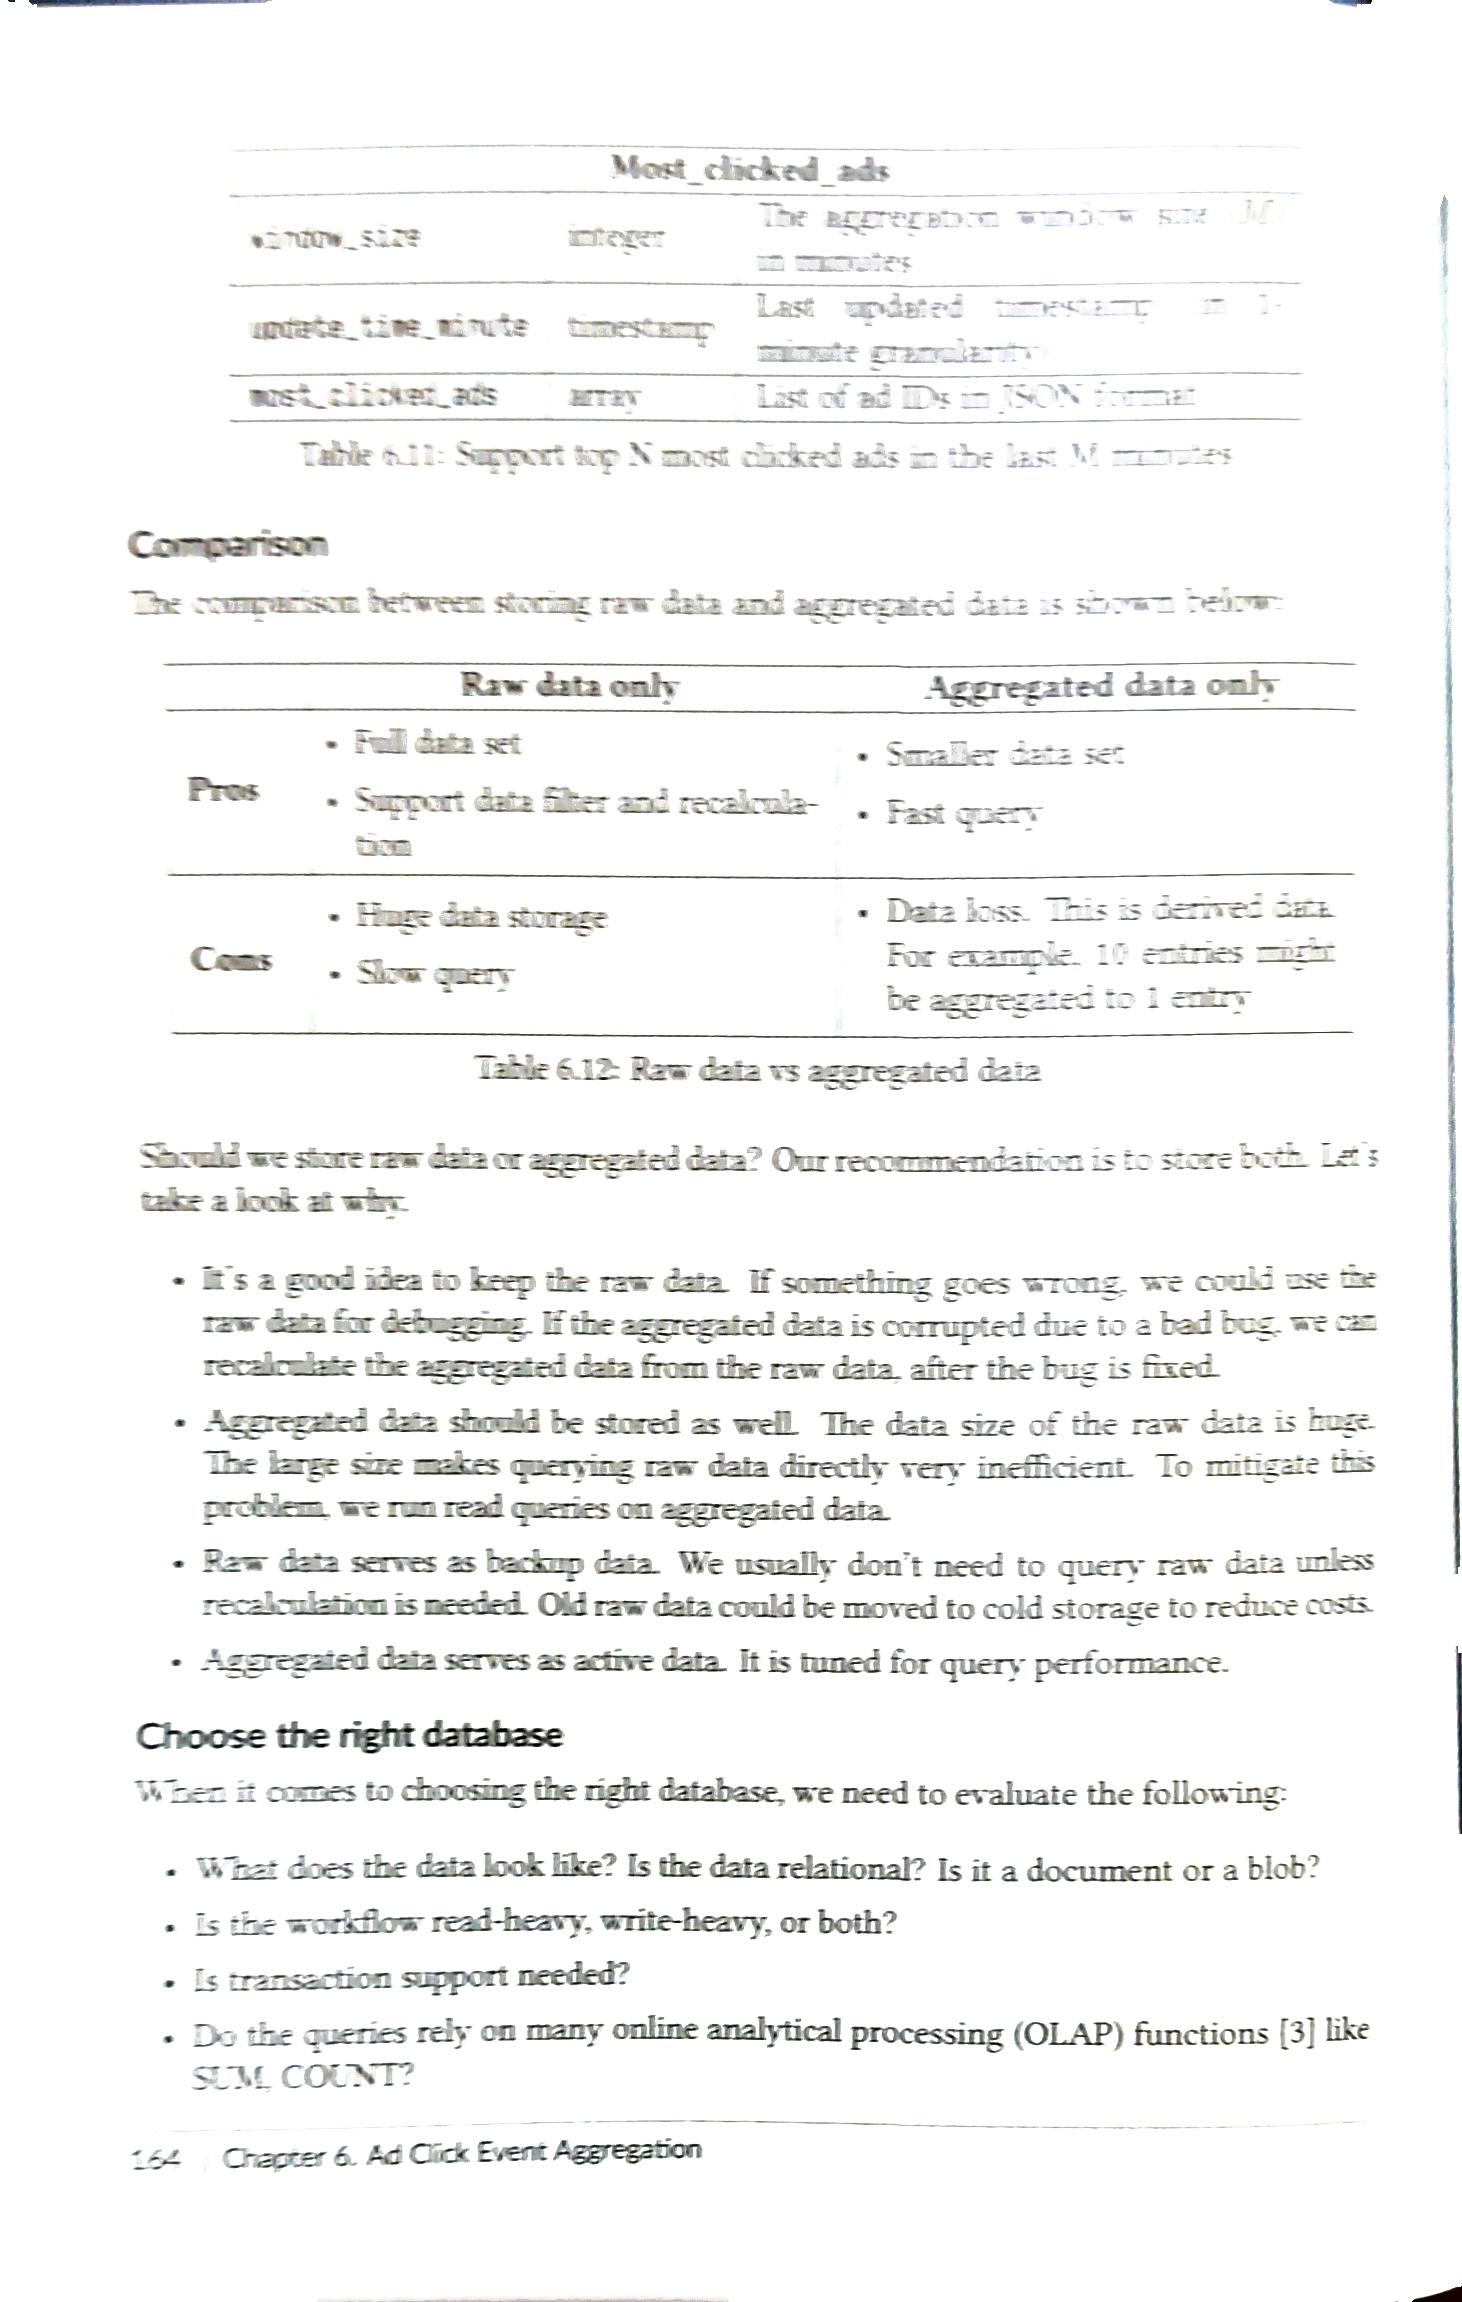 Most_clicked_ads
window_size integer The aggregation window size (M)
in minutes
update_time_minute timestamp Last updated timestamp in 1-
minute granularity)
most_clicked_ads array List of ad IDs in JSON format
Table 6.11: Support top N most clicked ads in the last M minutes
Comparison
The comparison between storing raw data and aggregated data is shown below:
Raw data only Aggregated data only
Pros
• Full data set
• Support data filter and recalcula-
tion
• Smaller data set
• Fast query
Cons
• Huge data storage
• Slow query
• Data loss. This is derived data.
For example, 10 entries might
be aggregated to 1 entry
Table 6.12: Raw data vs aggregated data
Should we store raw data or aggregated data? Our recommendation is to store both. Let's
take a look at why.
• It's a good idea to keep the raw data. If something goes wrong, we could use the
raw data for debugging. If the aggregated data is corrupted due to a bad bug, we can
recalculate the aggregated data from the raw data, after the bug is fixed.
• Aggregated data should be stored as well. The data size of the raw data is huge.
The large size makes querying raw data directly very inefficient. To mitigate this
problem, we run read queries on aggregated data.
• Raw data serves as backup data. We usually don't need to query raw data unless
recalculation is needed. Old raw data could be moved to cold storage to reduce costs.
• Aggregated data serves as active data. It is tuned for query performance.
Choose the right database
When it comes to choosing the right database, we need to evaluate the following:
• What does the data look like? Is the data relational? Is it a document or a blob?
• Is the workflow read-heavy, write-heavy, or both?
• Is transaction support needed?
• Do the queries rely on many online analytical processing (OLAP) functions [3] like
SUM, COUNT?
164 | Chapter 6. Ad Click Event Aggregation